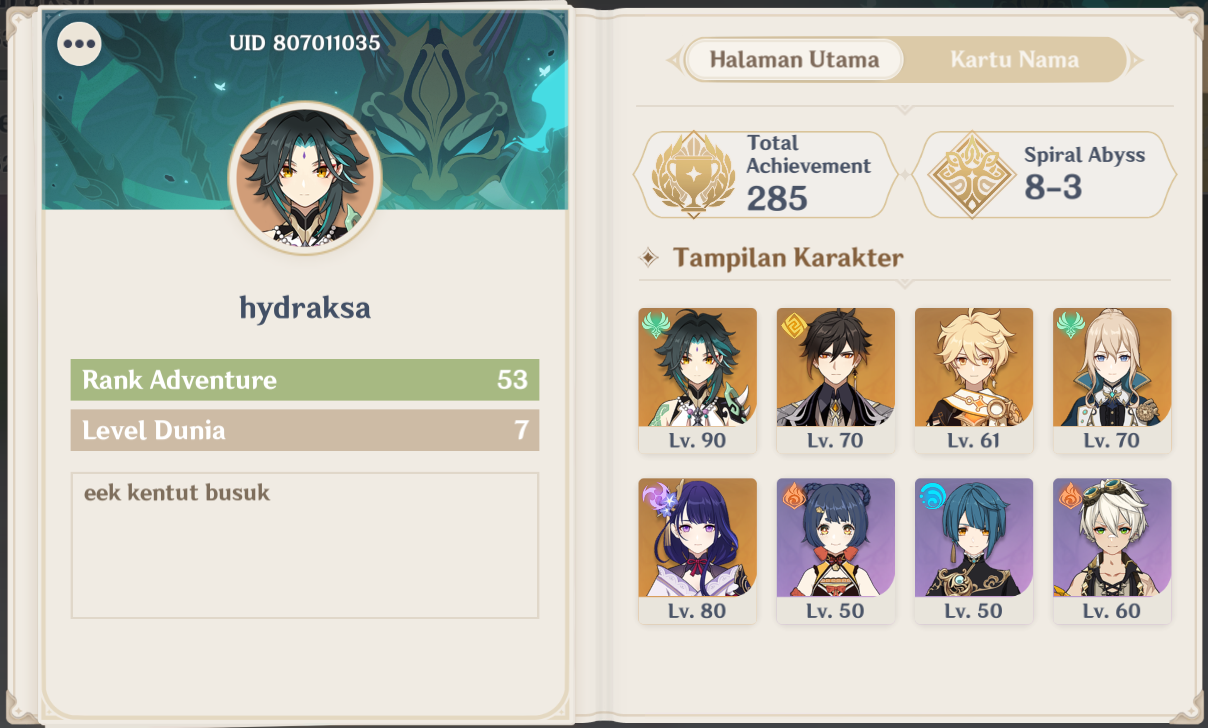 UID 807011035
hydraksa
Rank Adventure 53
Level Dunia 7
eek kentut busuk
Halaman Utama
Kartu Nama
Total
Achievement
285
Spiral Abyss
8-3
Tampilan Karakter
Lv. 90
Lv. 70
Lv. 61
Lv. 70
Lv. 80
Lv. 50
Lv. 50
Lv. 60